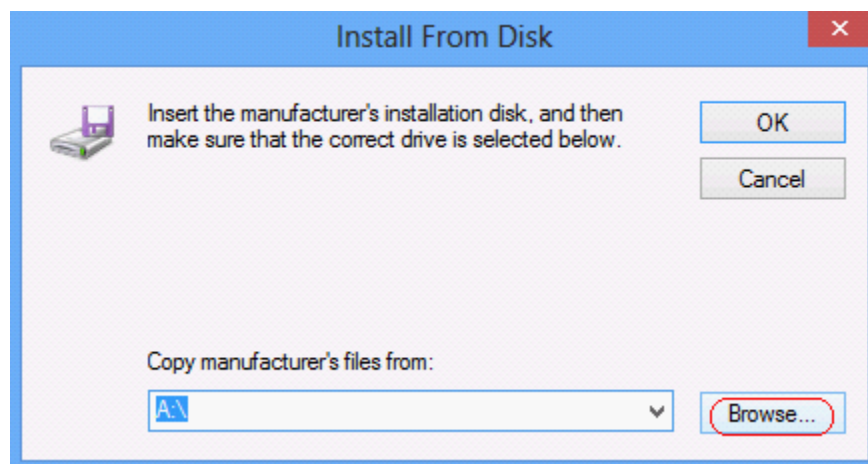 Install From Disk
Insert the manufacturer's installation disk, and then
make sure that the correct drive is selected below.
OK
Cancel
Copy manufacturer's files from:
A:\
Browse...